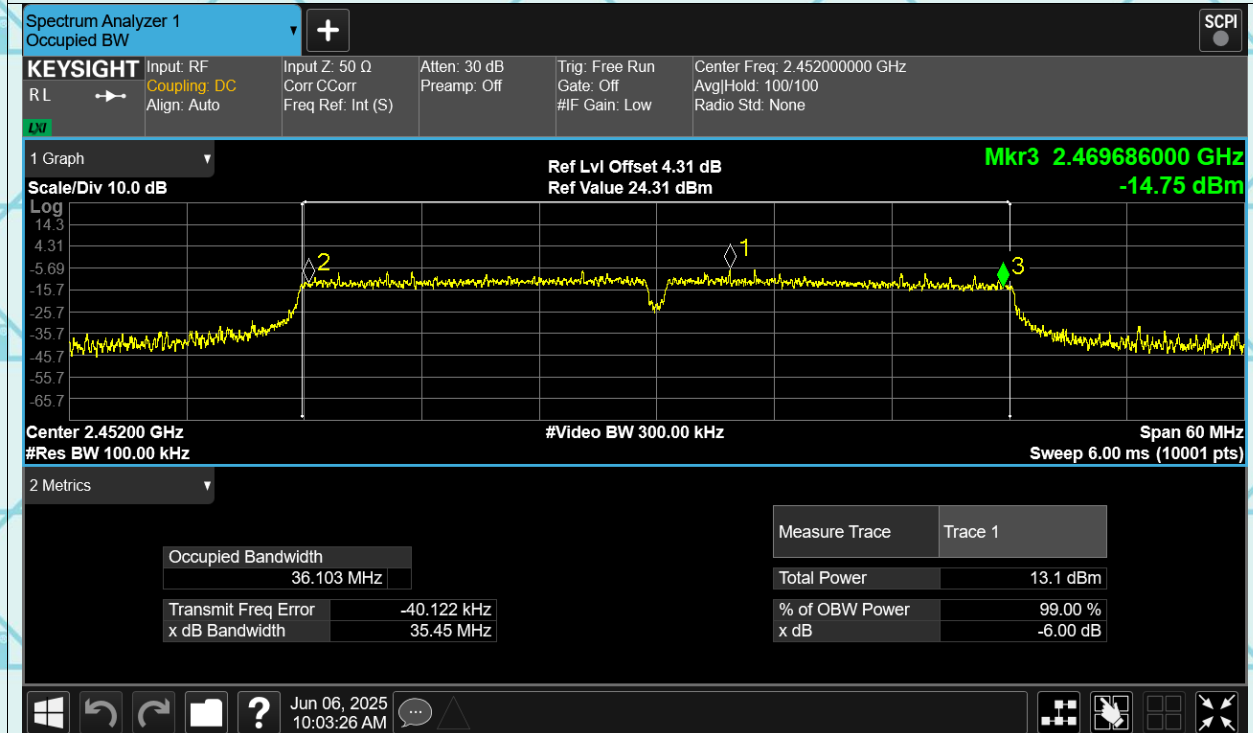 Spectrum Analyzer 1
Occupied BW
+
SCPI
KEYSIGHT
R L
LXI
Input: RF
Coupling: DC
Align: Auto
Input Z: 50 Ω
Corr CCorr
Freq Ref: Int (S)
Atten: 30 dB
Preamp: Off
Trig: Free Run
Gate: Off
#IF Gain: Low
Center Freq: 2.452000000 GHz
Avg|Hold: 100/100
Radio Std: None
1 Graph
Scale/Div 10.0 dB
Ref Lvl Offset 4.31 dB
Ref Value 24.31 dBm
Mkr3 2.469686000 GHz
-14.75 dBm
Log
14.3
4.31
-5.69
-15.7
-25.7
-35.7
-45.7
-55.7
-65.7
2
1
3
Center 2.45200 GHz
#Video BW 300.00 kHz
Span 60 MHz
#Res BW 100.00 kHz
Sweep 6.00 ms (10001 pts)
2 Metrics
Occupied Bandwidth
36.103 MHz
Transmit Freq Error -40.122 kHz
x dB Bandwidth 35.45 MHz
Measure Trace Trace 1
Total Power 13.1 dBm
% of OBW Power 99.00 %
x dB -6.00 dB
?
Jun 06, 2025
10:03:26 AM